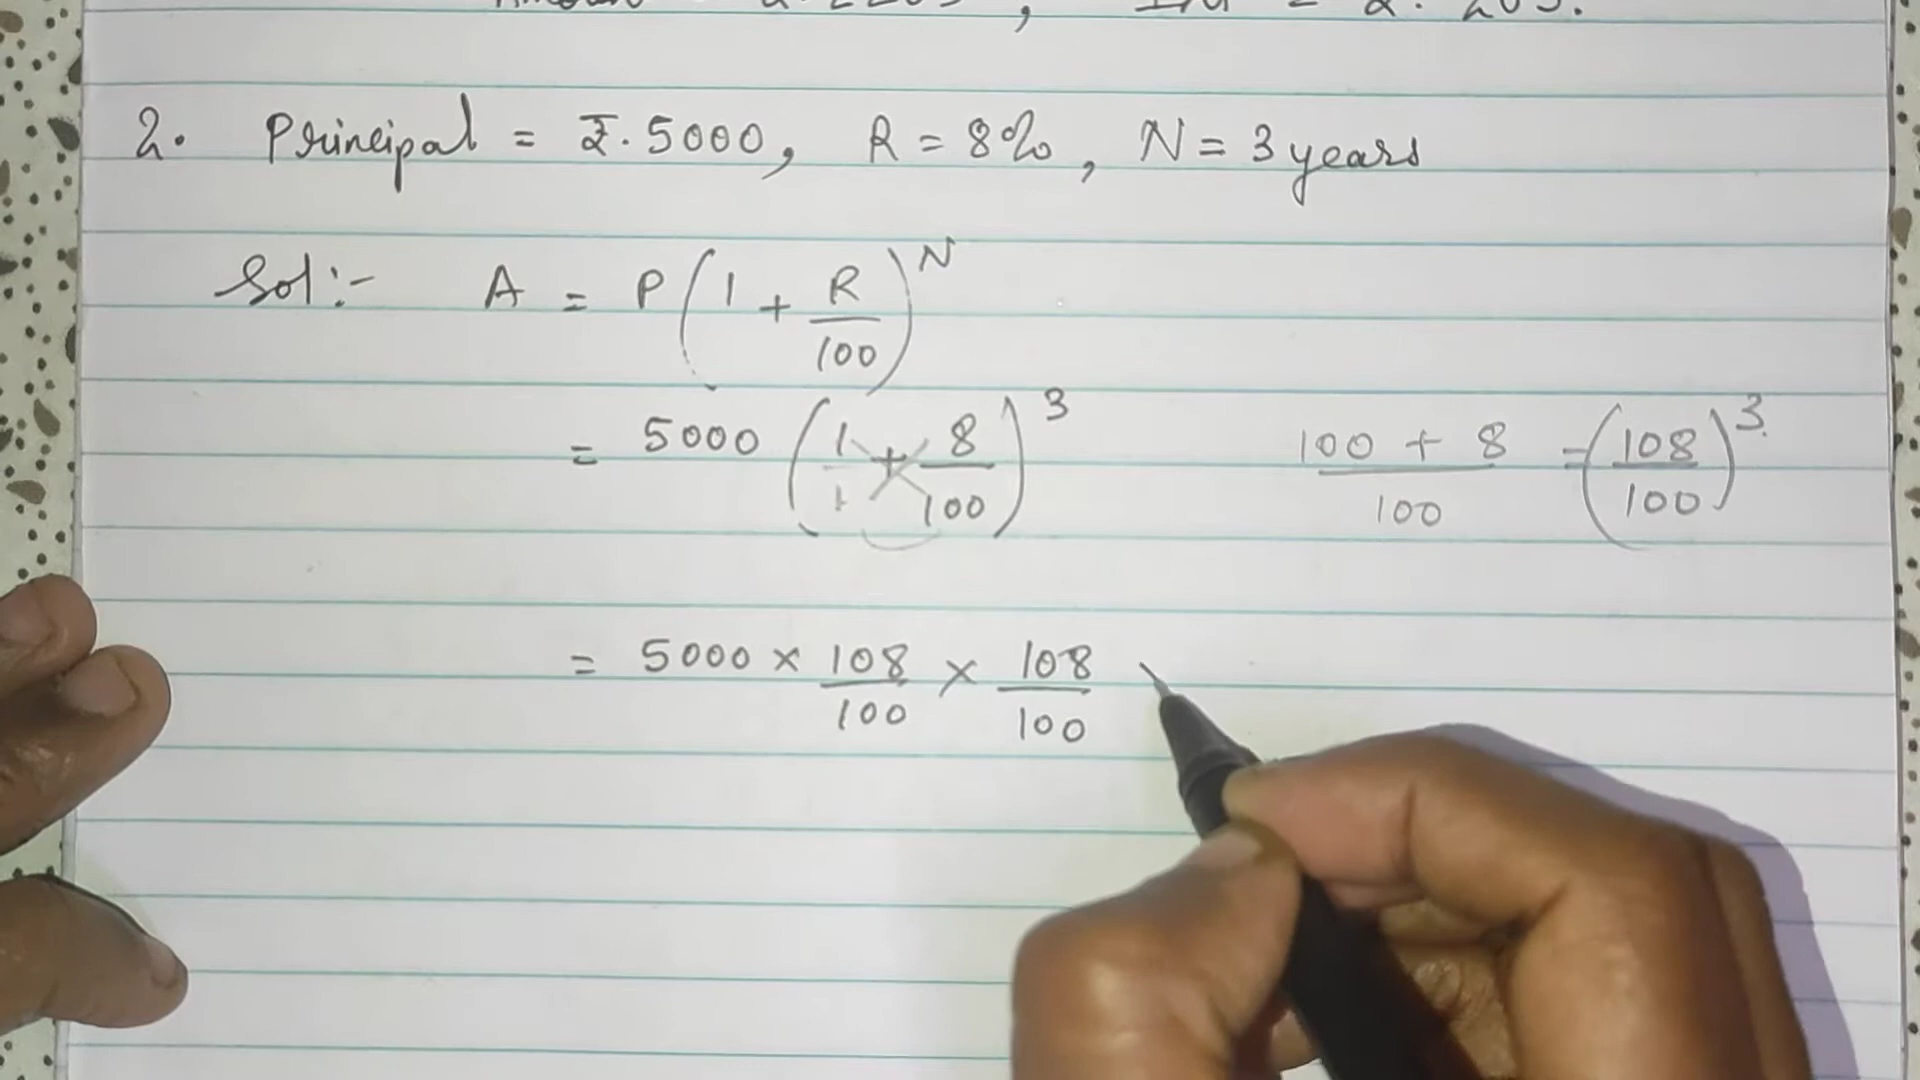 2. Principal = ₹.5000, R = 8%, N = 3 years
Sol:- A = P(1 + R/100)^N
= 5000 (1/1 + 8/100)^3
100 + 8/100 = (108/100)^3
= 5000 × 108/100 × 108/100